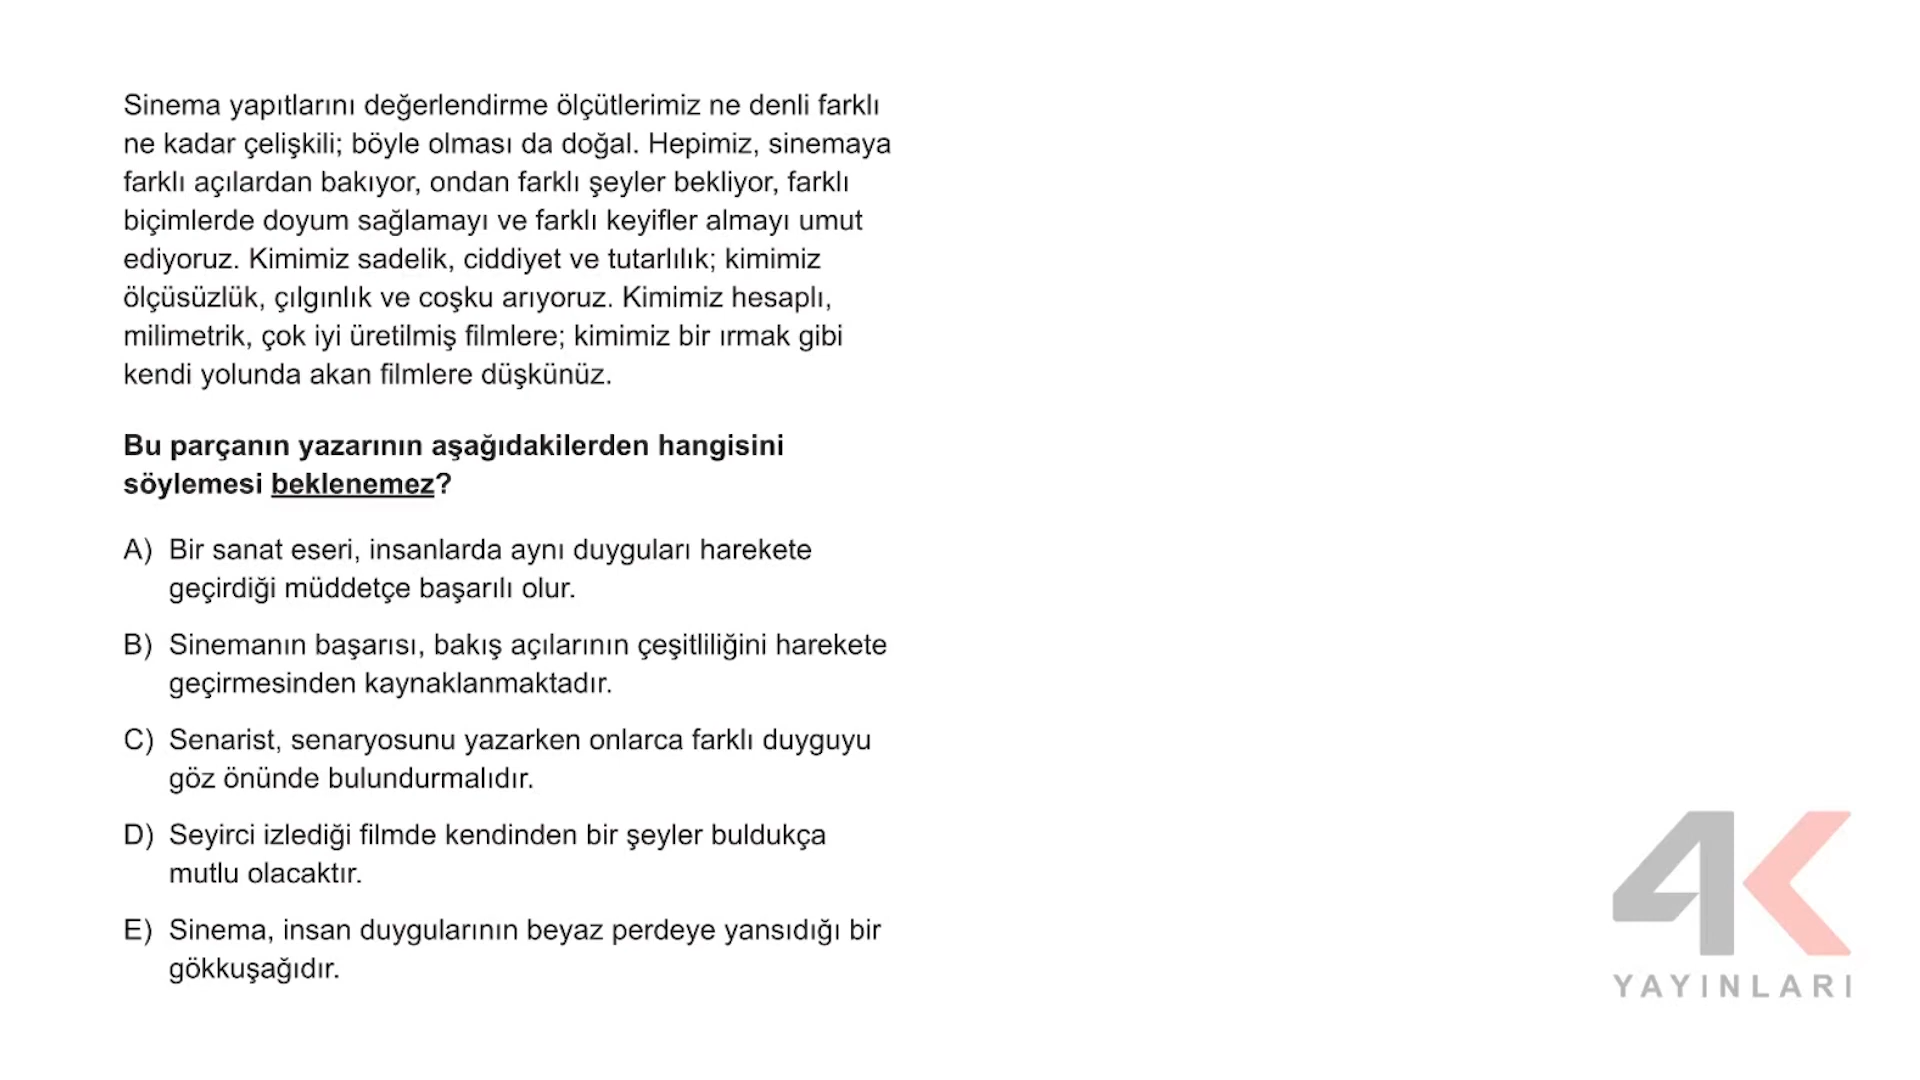 Sinema yapıtlarını değerlendirme ölçütlerimiz ne denli farklı
ne kadar çelişkili; böyle olması da doğal. Hepimiz, sinemaya
farklı açılardan bakıyor, ondan farklı şeyler bekliyor, farklı
biçimlerde doyum sağlamayı ve farklı keyifler almayı umut
ediyoruz. Kimimiz sadelik, ciddiyet ve tutarlılık; kimimiz
ölçüsüzlük, çılgınlık ve coşku arıyoruz. Kimimiz hesaplı,
milimetrik, çok iyi üretilmiş filmlere; kimimiz bir ırmak gibi
kendi yolunda akan filmlere düşkünüz.
Bu parçanın yazarının aşağıdakilerden hangisini
söylemesi beklenemez?
A) Bir sanat eseri, insanlarda aynı duyguları harekete
geçirdiği müddetçe başarılı olur.
B) Sinemanın başarısı, bakış açılarının çeşitliliğini harekete
geçirmesinden kaynaklanmaktadır.
C) Senarist, senaryosunu yazarken onlarca farklı duyguyu
göz önünde bulundurmalıdır.
D) Seyirci izlediği filmde kendinden bir şeyler buldukça
mutlu olacaktır.
E) Sinema, insan duygularının beyaz perdeye yansıdığı bir
gökkuşağıdır.
4K
YAYINLARI